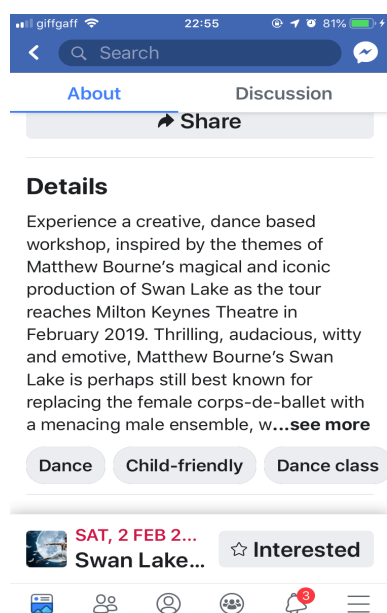 giffgaff 22:55 81%
Search
About Discussion
Share
Details
Experience a creative, dance based
workshop, inspired by the themes of
Matthew Bourne’s magical and iconic
production of Swan Lake as the tour
reaches Milton Keynes Theatre in
February 2019. Thrilling, audacious, witty
and emotive, Matthew Bourne’s Swan
Lake is perhaps still best known for
replacing the female corps-de-ballet with
a menacing male ensemble, w...see more
Dance Child-friendly Dance class
SAT, 2 FEB 2...
Swan Lake...
Interested
3